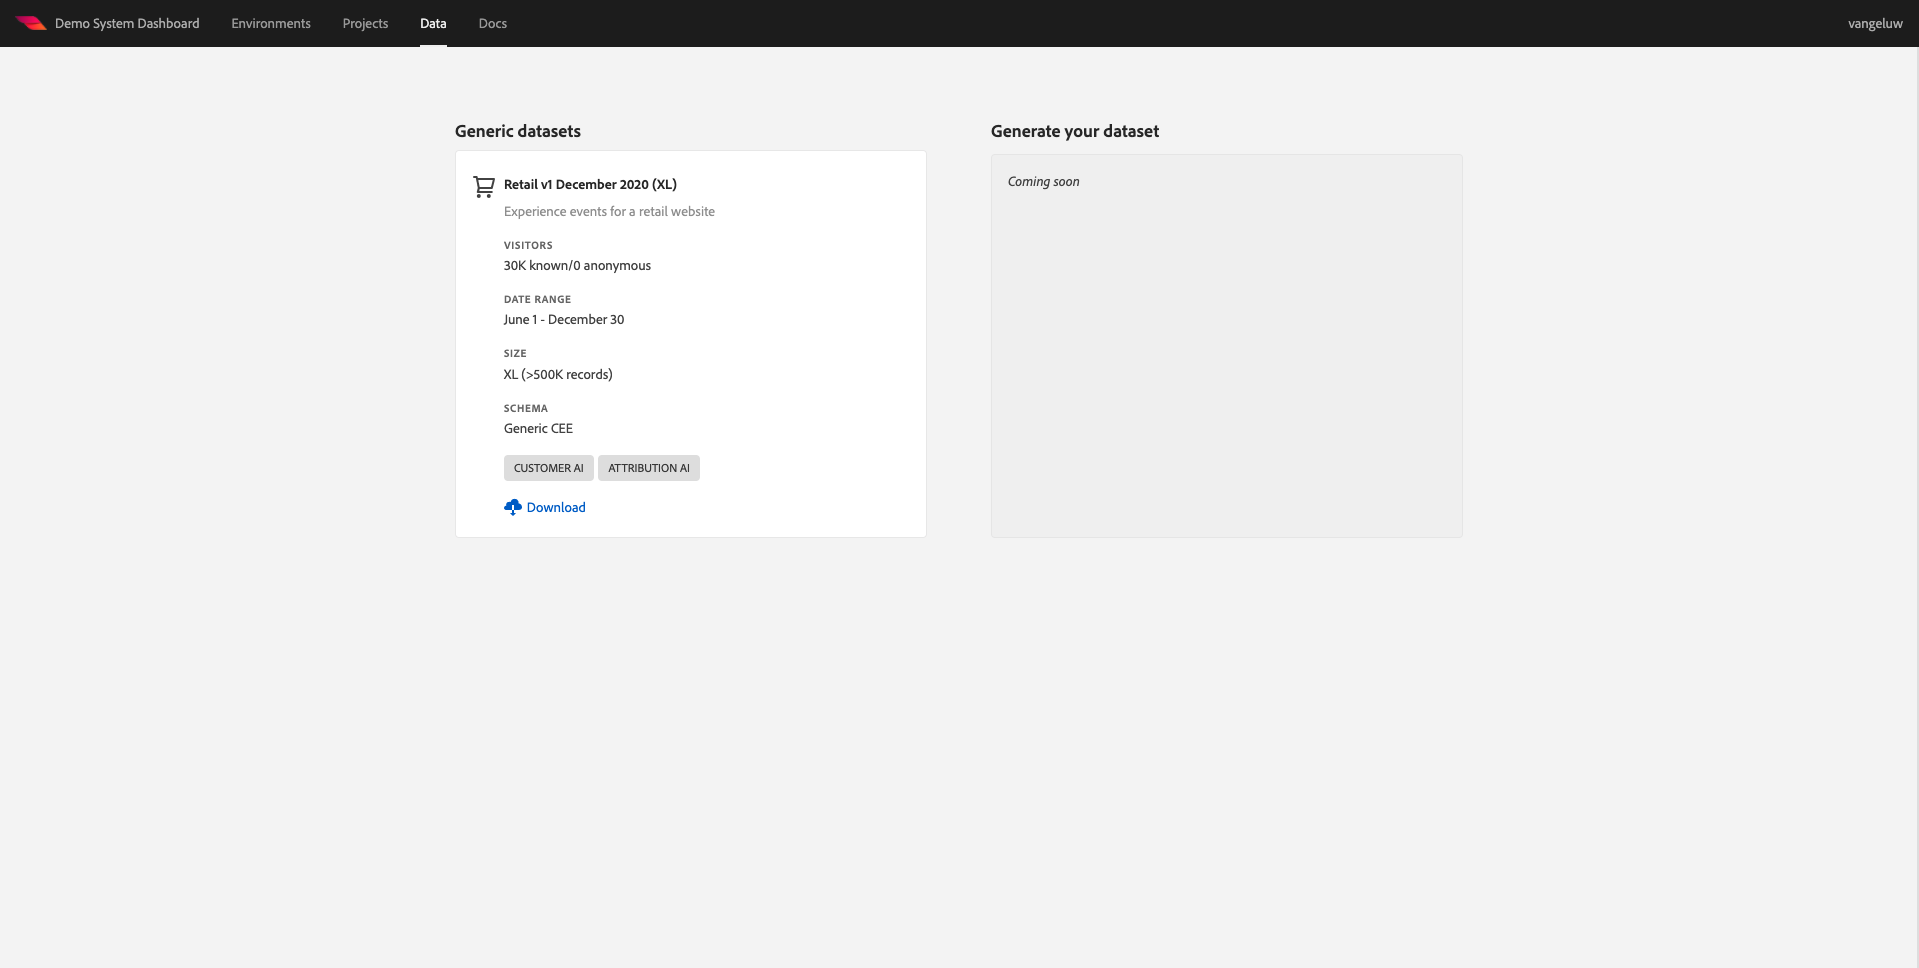 Demo System Dashboard Environments Projects Data Docs vangeluw
Generic datasets
Retail v1 December 2020 (XL)
Experience events for a retail website
VISITORS
30K known/0 anonymous
DATE RANGE
June 1 - December 30
SIZE
XL (>500K records)
SCHEMA
Generic CEE
CUSTOMER AI ATTRIBUTION AI
Download
Generate your dataset
Coming soon